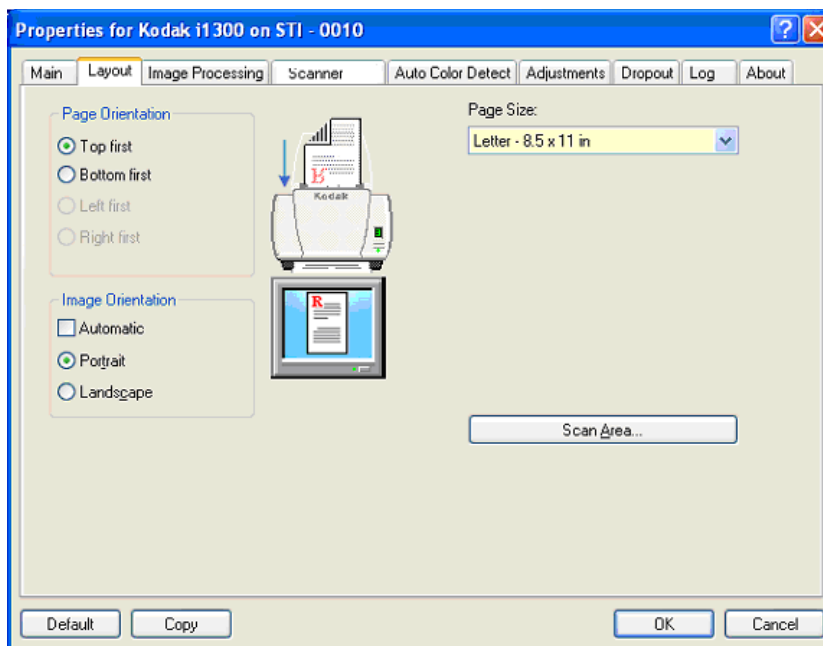 Properties for Kodak i1300 on STI - 0010
Main Layout Image Processing Scanner Auto Color Detect Adjustments Dropout Log About
Page Orientation
Top first
Bottom first
Left first
Right first
Kodak
R
Page Size:
Letter - 8.5 x 11 in
Image Orientation
Automatic
Portrait
Landscape
R
Scan Area...
Default Copy OK Cancel